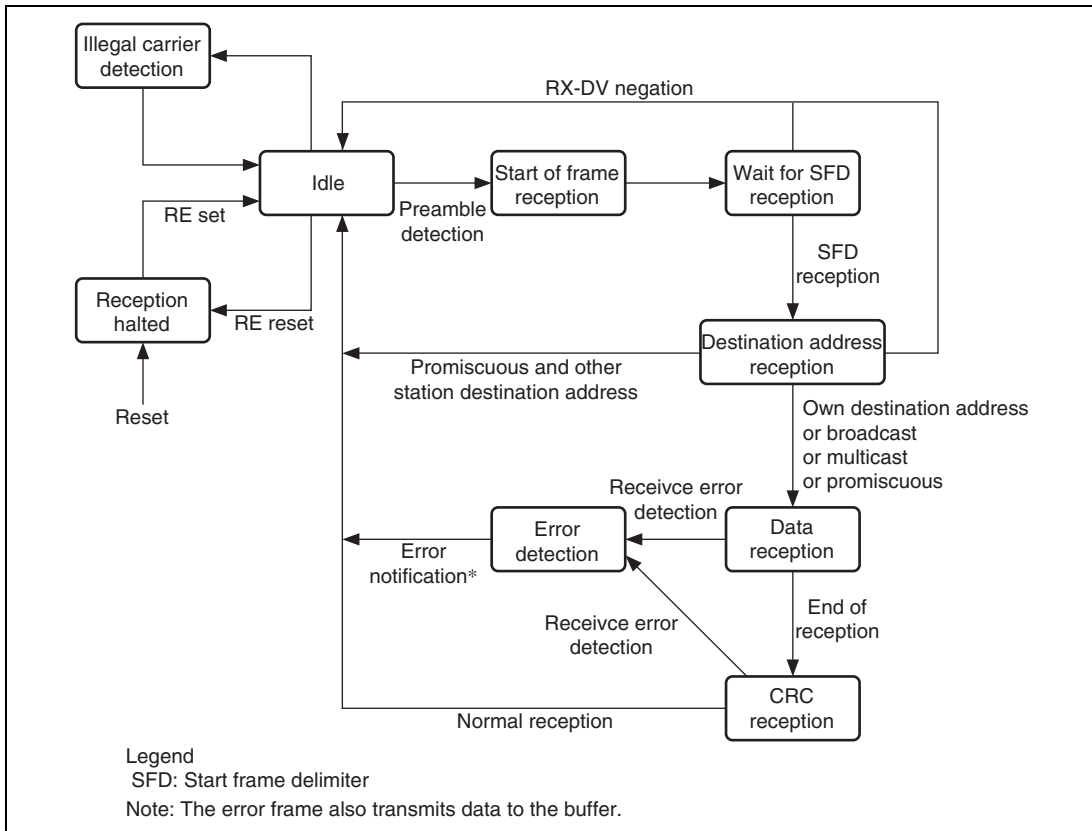 Illegal carrier
detection
RX-DV negation
Idle
Start of frame
reception
Wait for SFD
reception
Preamble
detection
RE set
SFD
reception
Reception
halted
RE reset
Destination address
reception
Promiscuous and other
station destination address
Reset
Own destination address
or broadcast
or multicast
or promiscuous
Receivce error
detection
Error
detection
Data
reception
Error
notification*
End of
reception
Receivce error
detection
CRC
reception
Normal reception
Legend
SFD: Start frame delimiter
Note: The error frame also transmits data to the buffer.